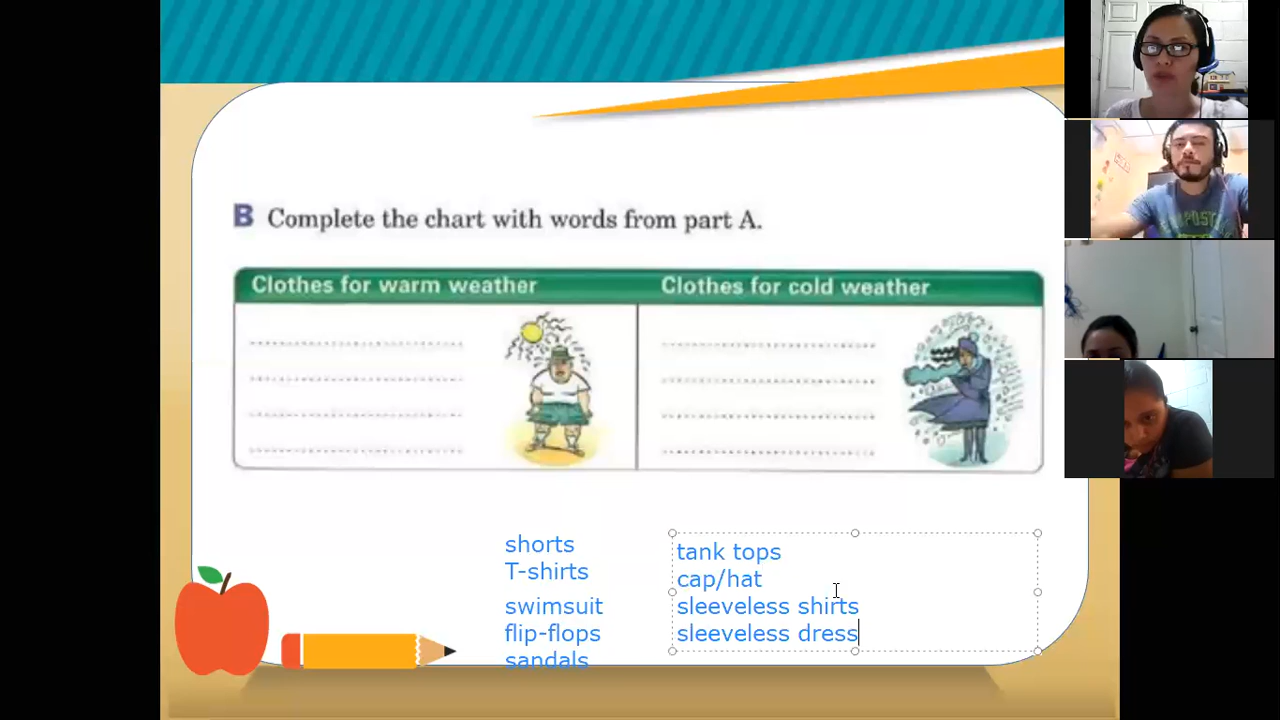 B Complete the chart with words from part A.
Clothes for warm weather
Clothes for cold weather
shorts
T-shirts
swimsuit
flip-flops
sandals
tank tops
cap/hat
sleeveless shirts
sleeveless dress